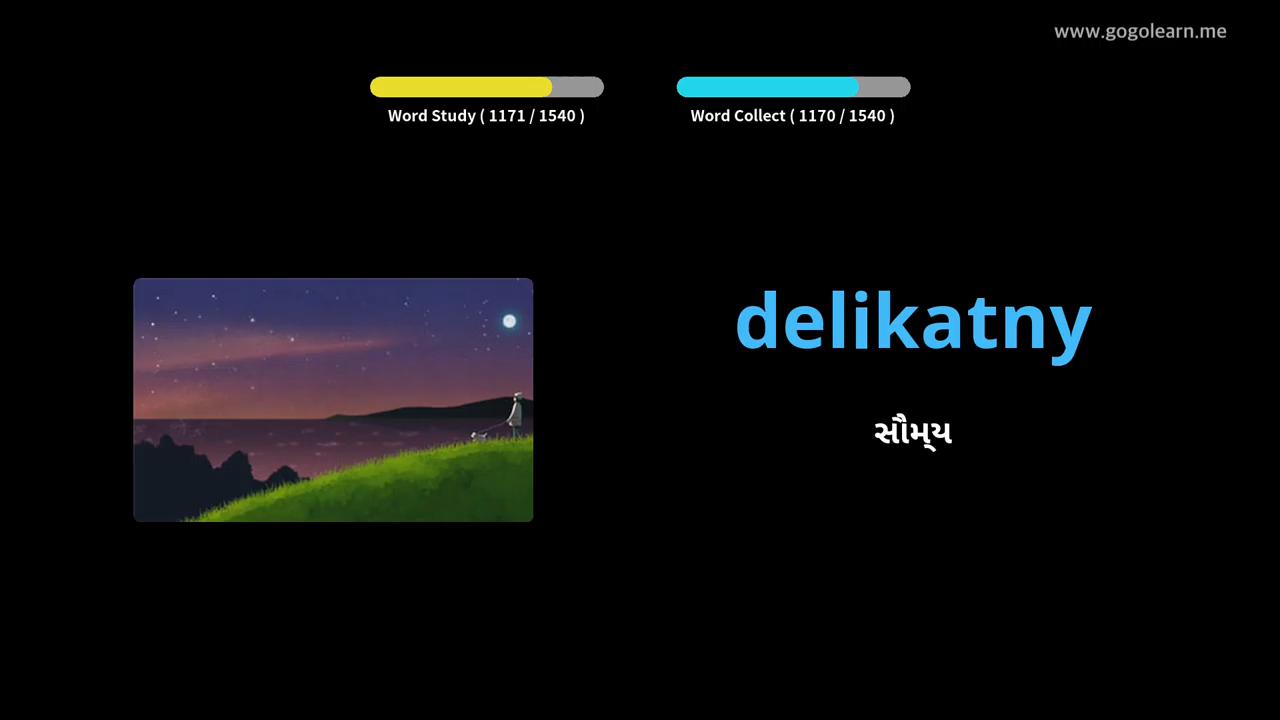 www.gogolearn.me
Word Study ( 1171 / 1540 )
Word Collect ( 1170 / 1540 )
delikatny
સૌમ્ય